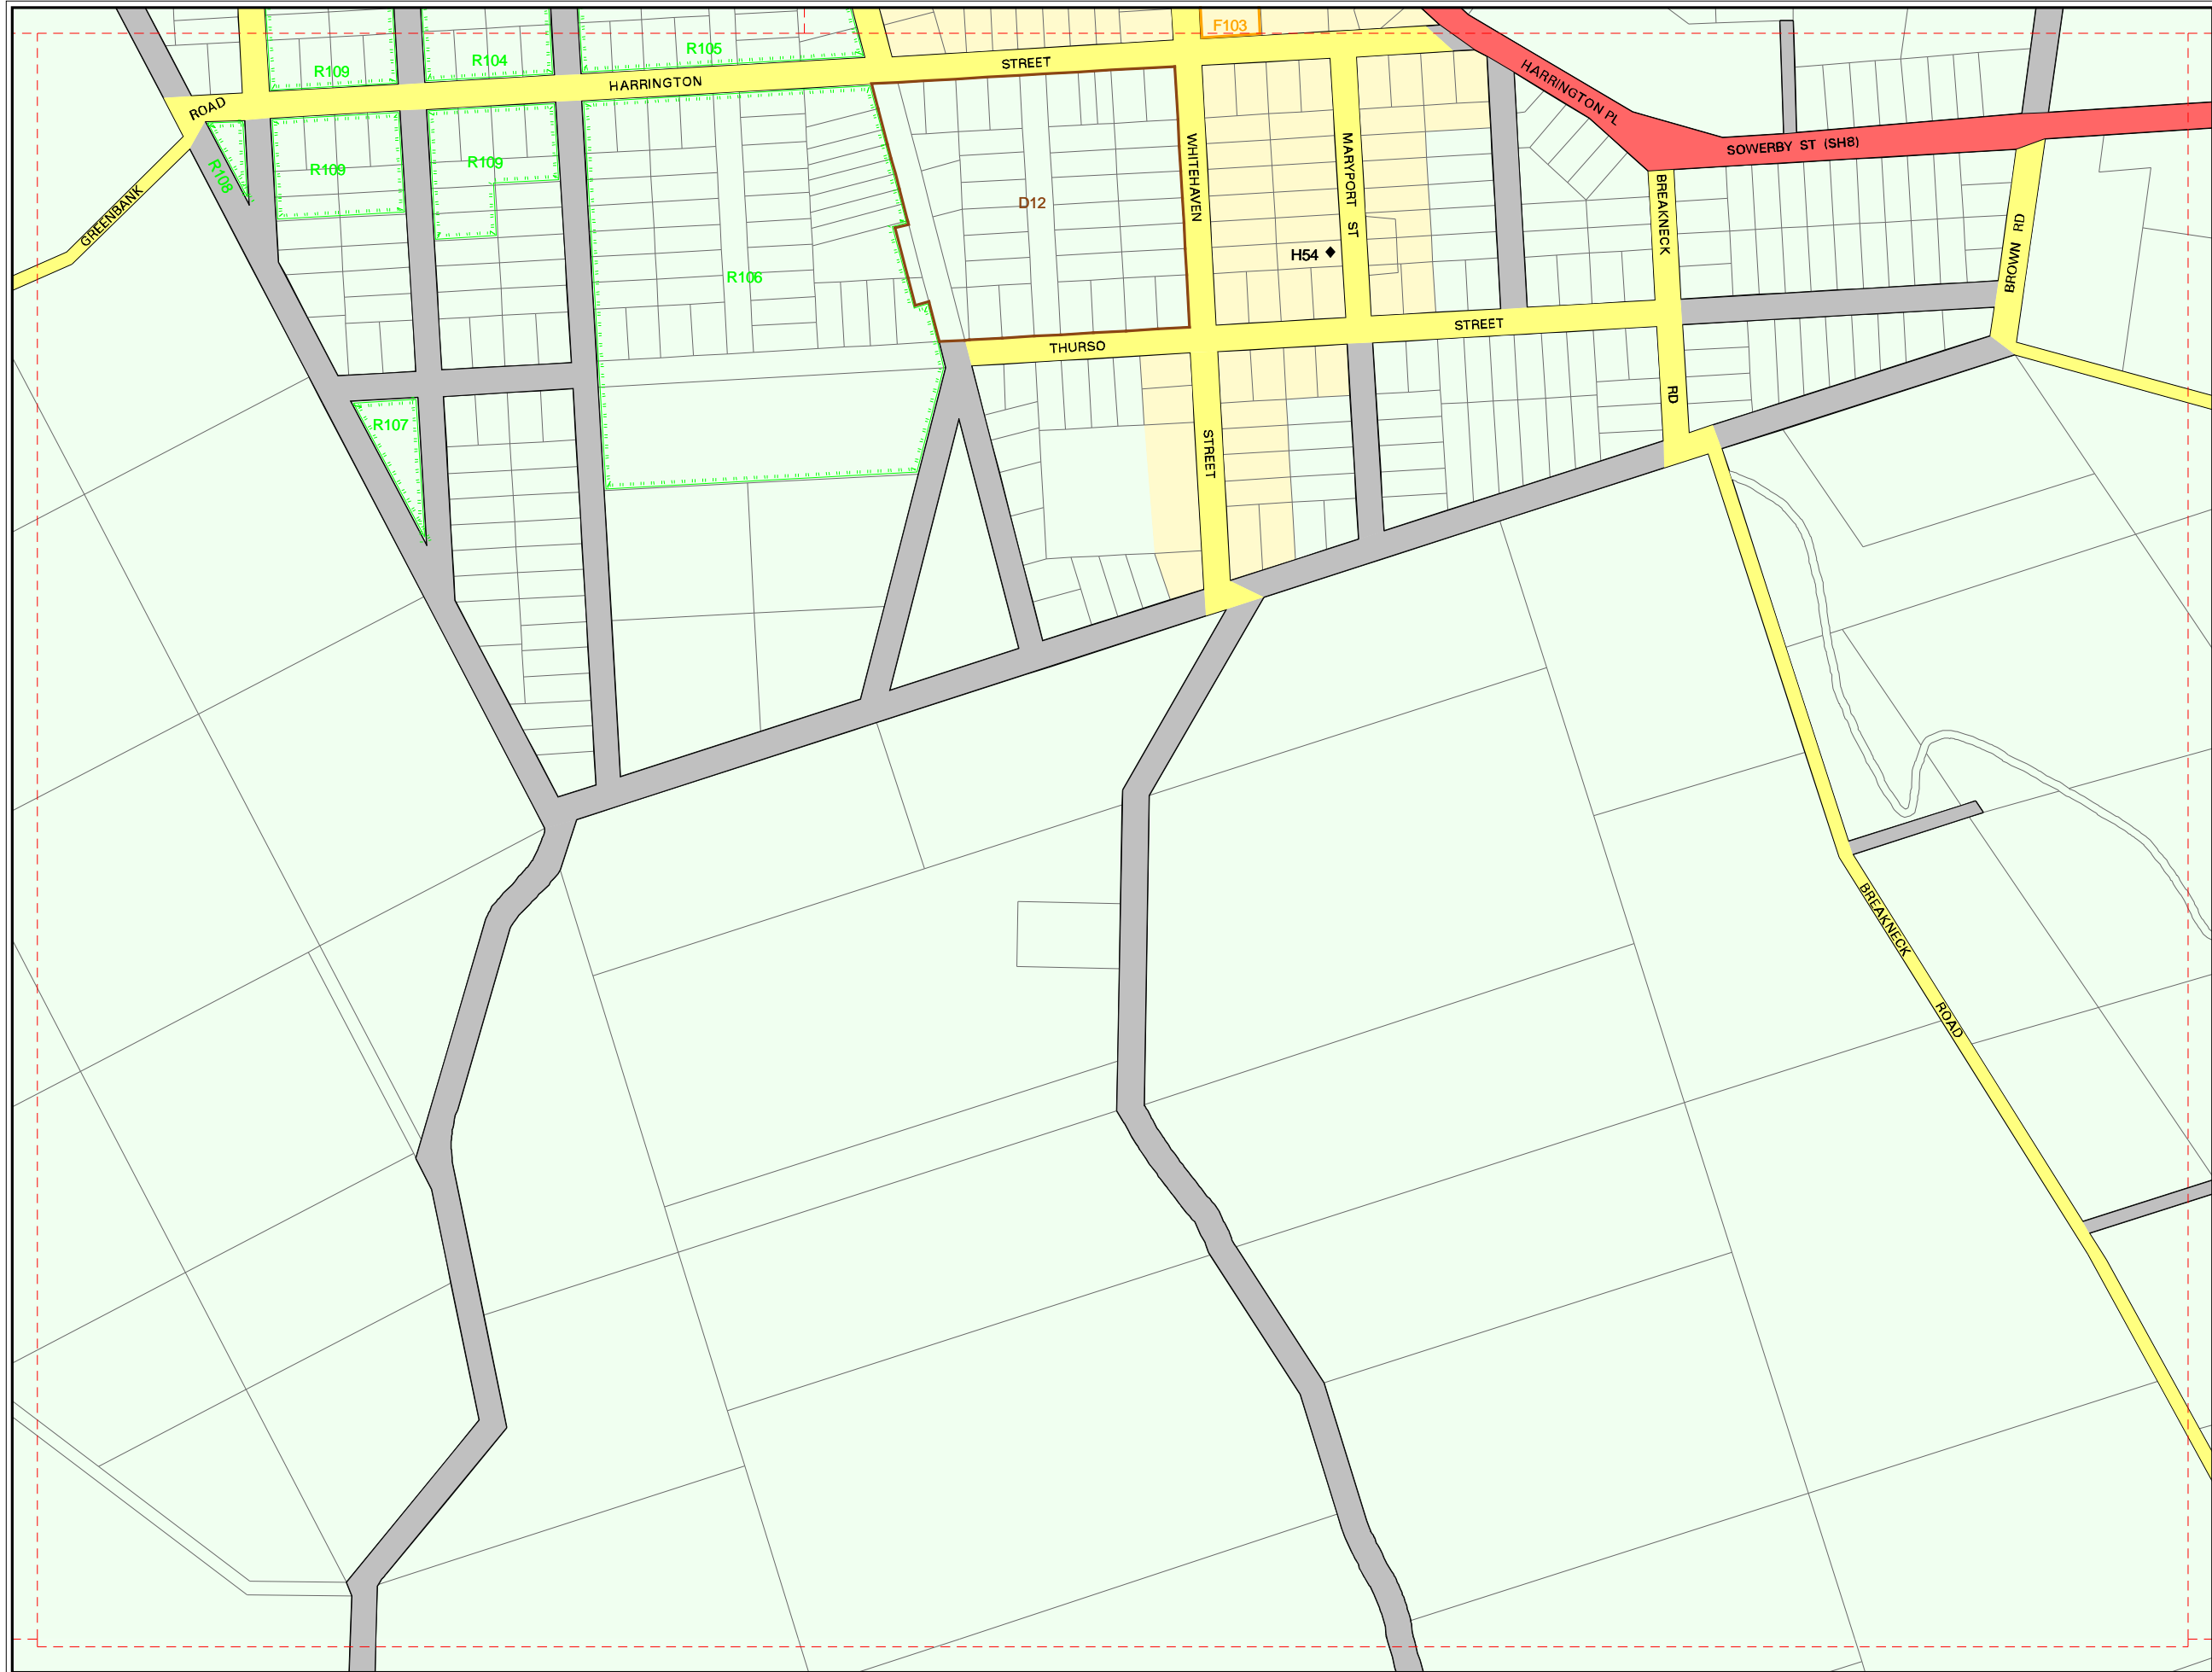 F103
R105
R104
R109
HARRINGTON STREET
ROAD
GREENBANK
R108
R109
R109
R106
D12
WHITEHAVEN
STREET
MARYPORT ST
H54
HARRINGTON PL
SOWERBY ST (SH8)
BREAKNECK
RD
BROWN RD
THURSO STREET
R107
BREAKNECK
ROAD